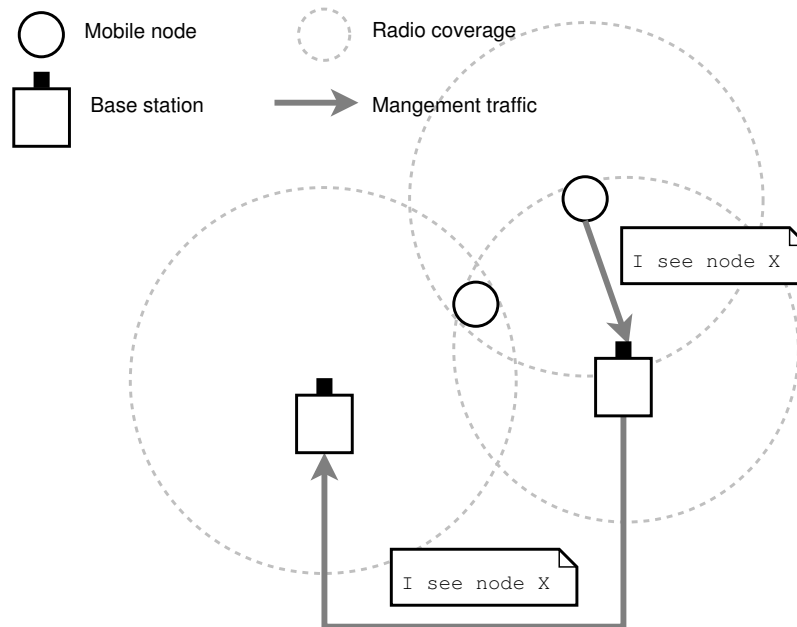 Mobile node
Radio coverage
Base station
Mangement traffic
I see node X
I see node X